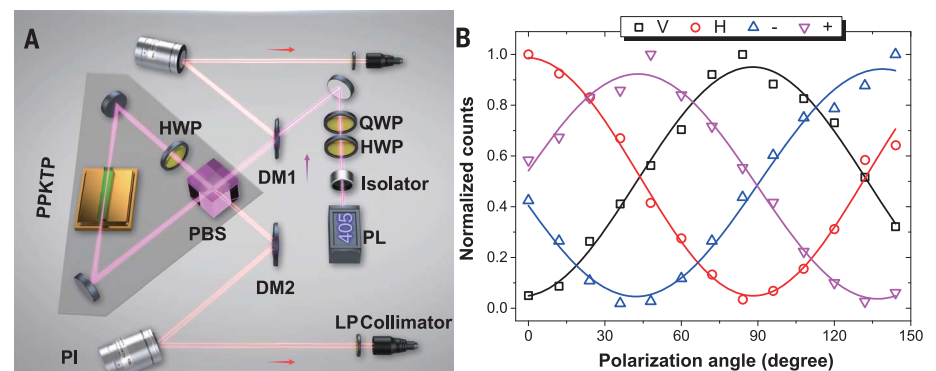 A
HWP
PPKTP
PBS
DM1
DM2
QWP
HWP
Isolator
405
PL
LP Collimator
PI
B
V H - +
Normalized counts
1.0
0.8
0.6
0.4
0.2
0.0
0 30 60 90 120 150
Polarization angle (degree)